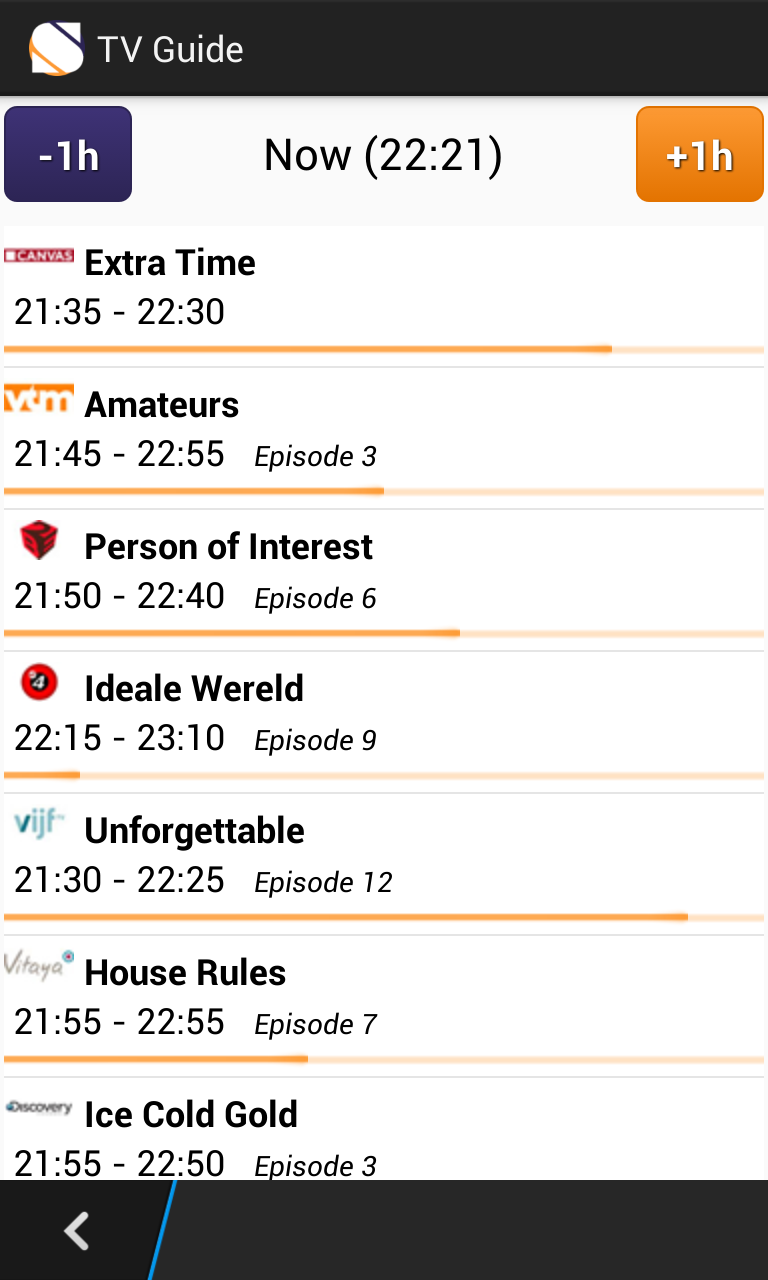 TV Guide
-1h
Now (22:21)
+1h
CANVAS
Extra Time
21:35 - 22:30
vtm
Amateurs
21:45 - 22:55 Episode 3
Person of Interest
21:50 - 22:40 Episode 6
4
Ideale Wereld
22:15 - 23:10 Episode 9
vijf
Unforgettable
21:30 - 22:25 Episode 12
Vitaya
House Rules
21:55 - 22:55 Episode 7
Discovery
Ice Cold Gold
21:55 - 22:50 Episode 3